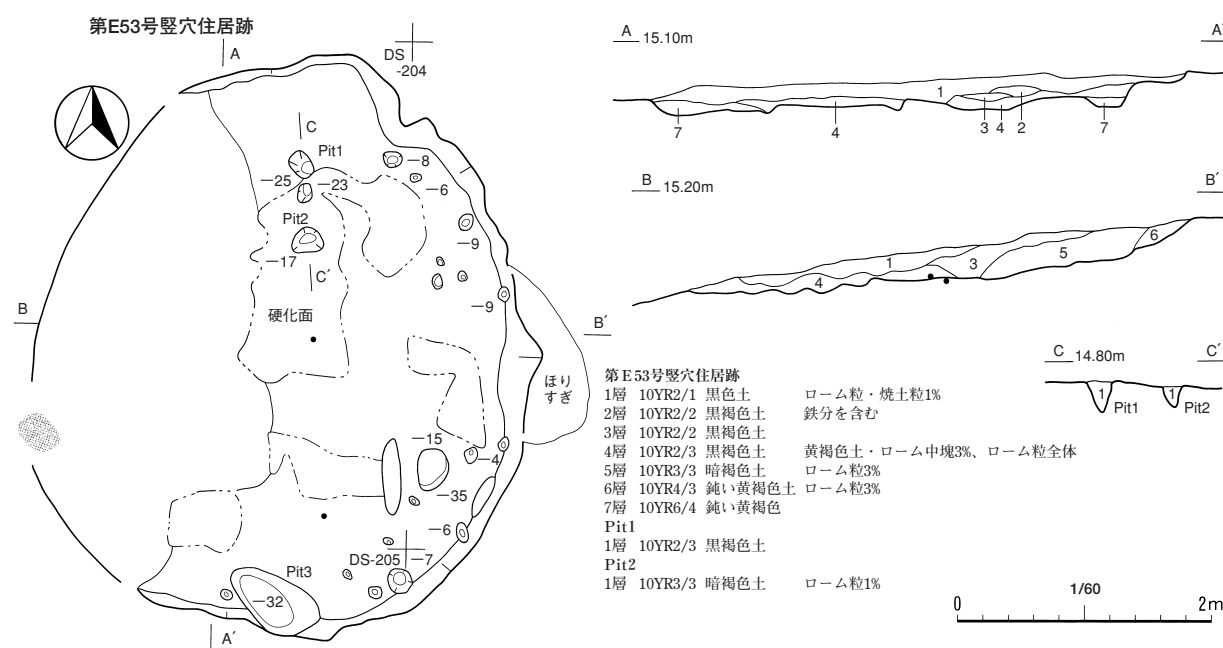 第E53号竪穴住居跡
A
DS
-204
C
Pit1
-25
-23
-8
-6
Pit2
-17
C´
-9
-9
B
硬化面
B´
ほり
すぎ
-15
-4
-35
-6
DS-205
-7
Pit3
-32
A´
A 15.10m A´
1
7 4 3 4 2 7
B 15.20m B´
1 3 5 6
4
C 14.80m C´
1 1
Pit1 Pit2
第E53号竪穴住居跡
1層 10YR2/1 黒色土 ローム粒・焼土粒1%
2層 10YR2/2 黒褐色土 鉄分を含む
3層 10YR2/2 黒褐色土
4層 10YR2/3 黒褐色土 黄褐色土・ローム中塊3%、ローム粒全体
5層 10YR3/3 暗褐色土 ローム粒3%
6層 10YR4/3 鈍い黄褐色土 ローム粒3%
7層 10YR6/4 鈍い黄褐色
Pit1
1層 10YR2/3 黒褐色土
Pit2
1層 10YR3/3 暗褐色土 ローム粒1%
1/60
0 2m